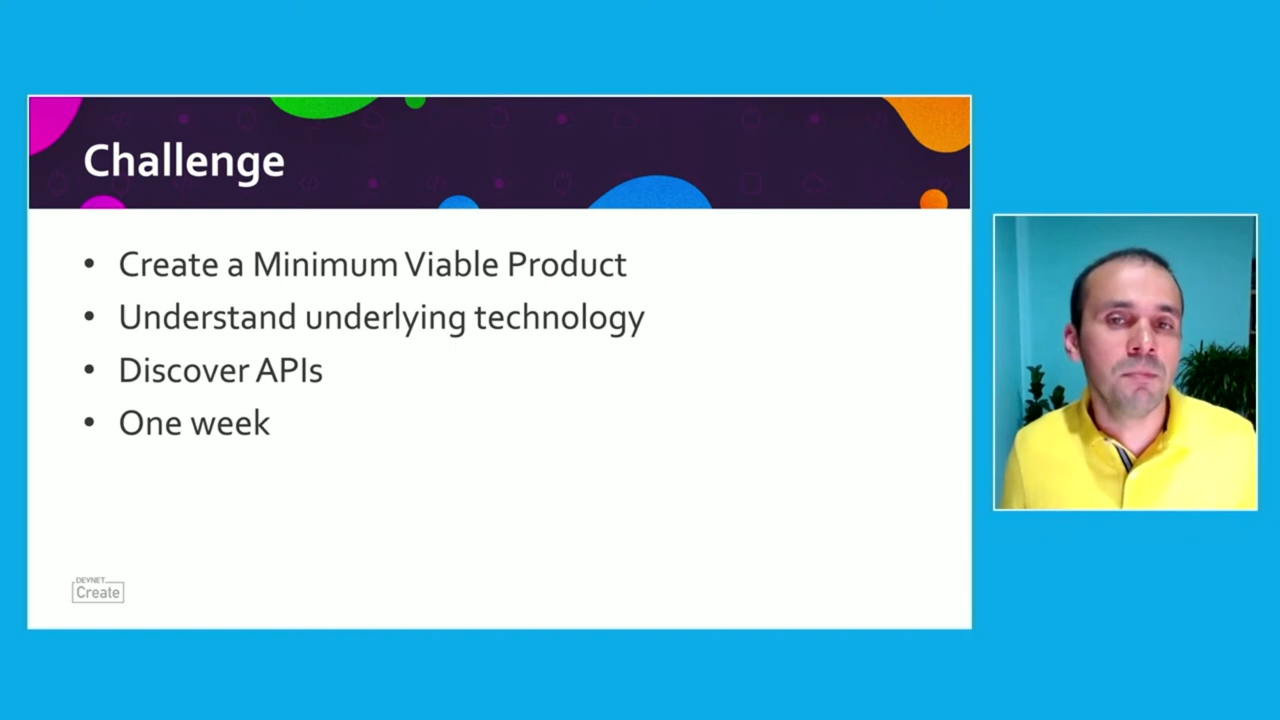 Challenge
• Create a Minimum Viable Product
• Understand underlying technology
• Discover APIs
• One week
DEVNET
Create